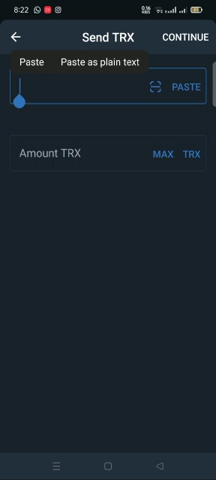 8:22
Send TRX
CONTINUE
Paste Paste as plain text
PASTE
Amount TRX
MAX TRX